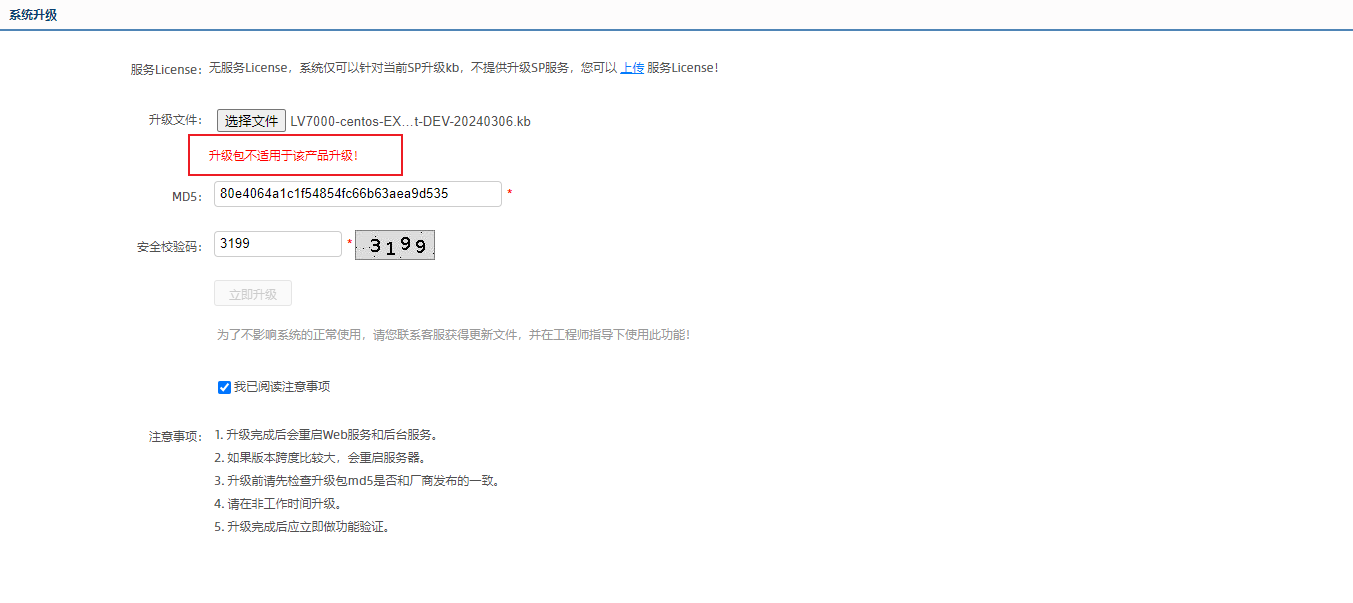 系统升级
服务License： 无服务License，系统仅可以针对当前SP升级kb，不提供升级SP服务，您可以 上传 服务License！
升级文件： 选择文件 LV7000-centos-EX...t-DEV-20240306.kb
升级包不适用于该产品升级！
MD5： 80e4064a1c1f54854fc66b63aea9d535 *
安全校验码： 3199 * 3199
立即升级
为了不影响系统的正常使用，请您联系客服获得更新文件，并在工程师指导下使用此功能！
我已阅读注意事项
注意事项： 1. 升级完成后会重启Web服务和后台服务。
2. 如果版本跨度比较大，会重启服务器。
3. 升级前请先检查升级包md5是否和厂商发布的一致。
4. 请在非工作时间升级。
5. 升级完成后应立即做功能验证。